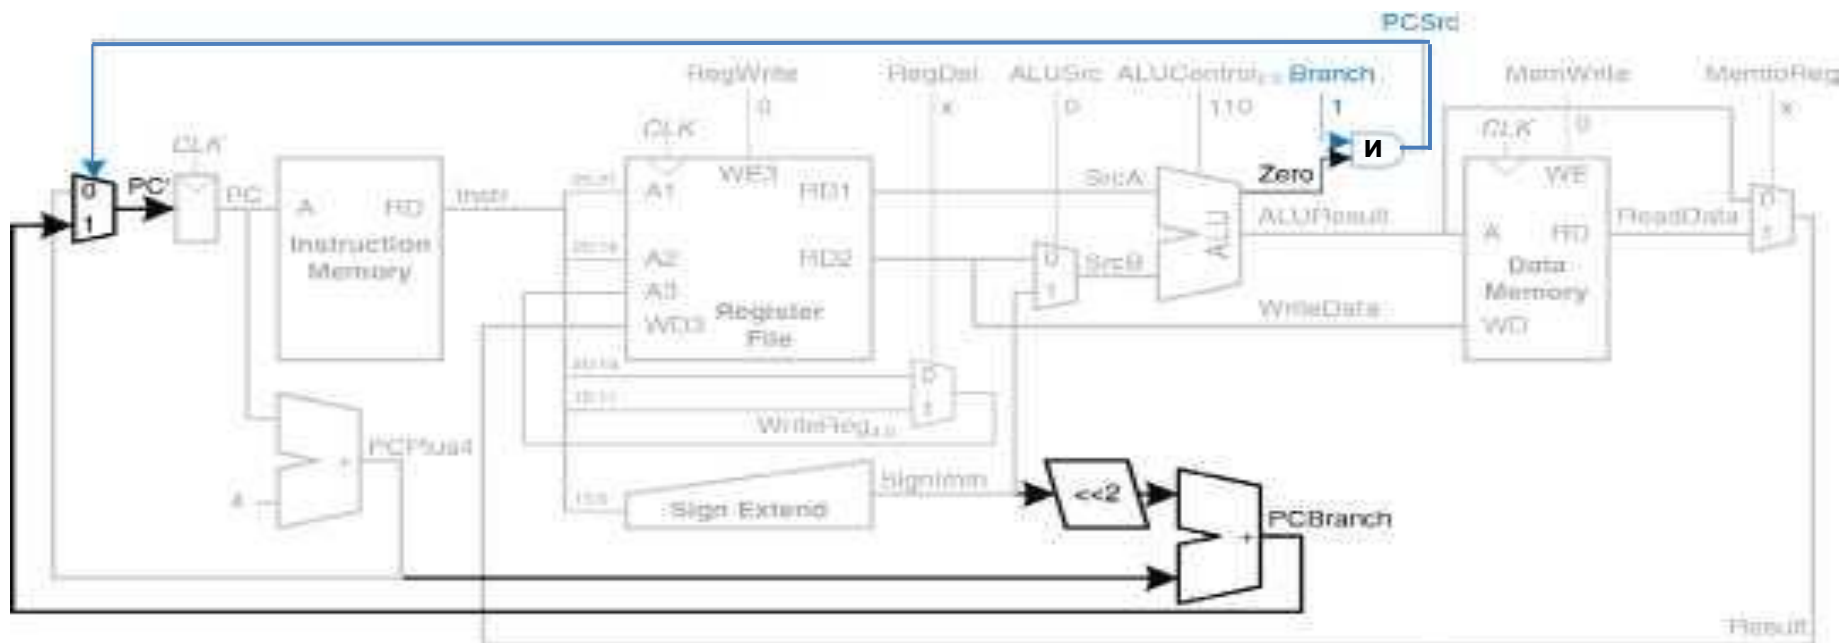 PCSrc
RegWrite RegDst ALUSrc ALUControl2:0 Branch MemWrite MemtoReg
0 x 0 110 1 0 x
CLK CLK CLK
И
0
1
PC'
PC
A RD
Instruction
Memory
Instr
25:21
20:16
A1
A2
A3
WD3
WE3
RD1
RD2
Register
File
SrcA
0
1
SrcB
ALU
Zero
ALUResult
WriteData
A RD
WE
Data
Memory
WD
ReadData
0
1
20:16
15:11
0
1
WriteReg4:0
PCPlus4
+
4
15:0
Sign Extend
SignImm
<<2
+
PCBranch
Result